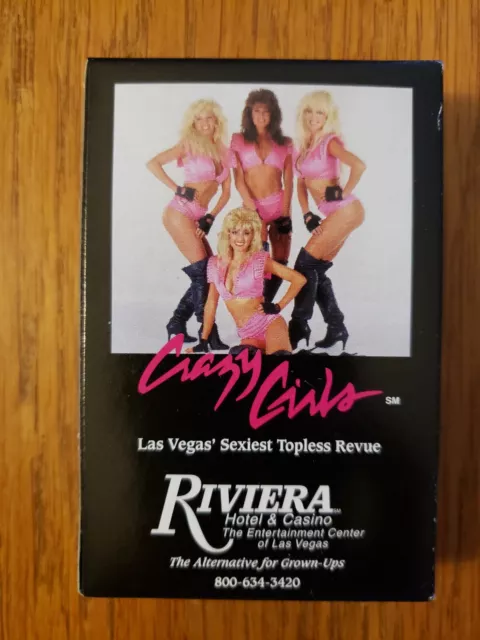 Crazy Girls SM
Las Vegas' Sexiest Topless Revue
RIVIERA SM
Hotel & Casino
The Entertainment Center
of Las Vegas
The Alternative for Grown-Ups
800-634-3420